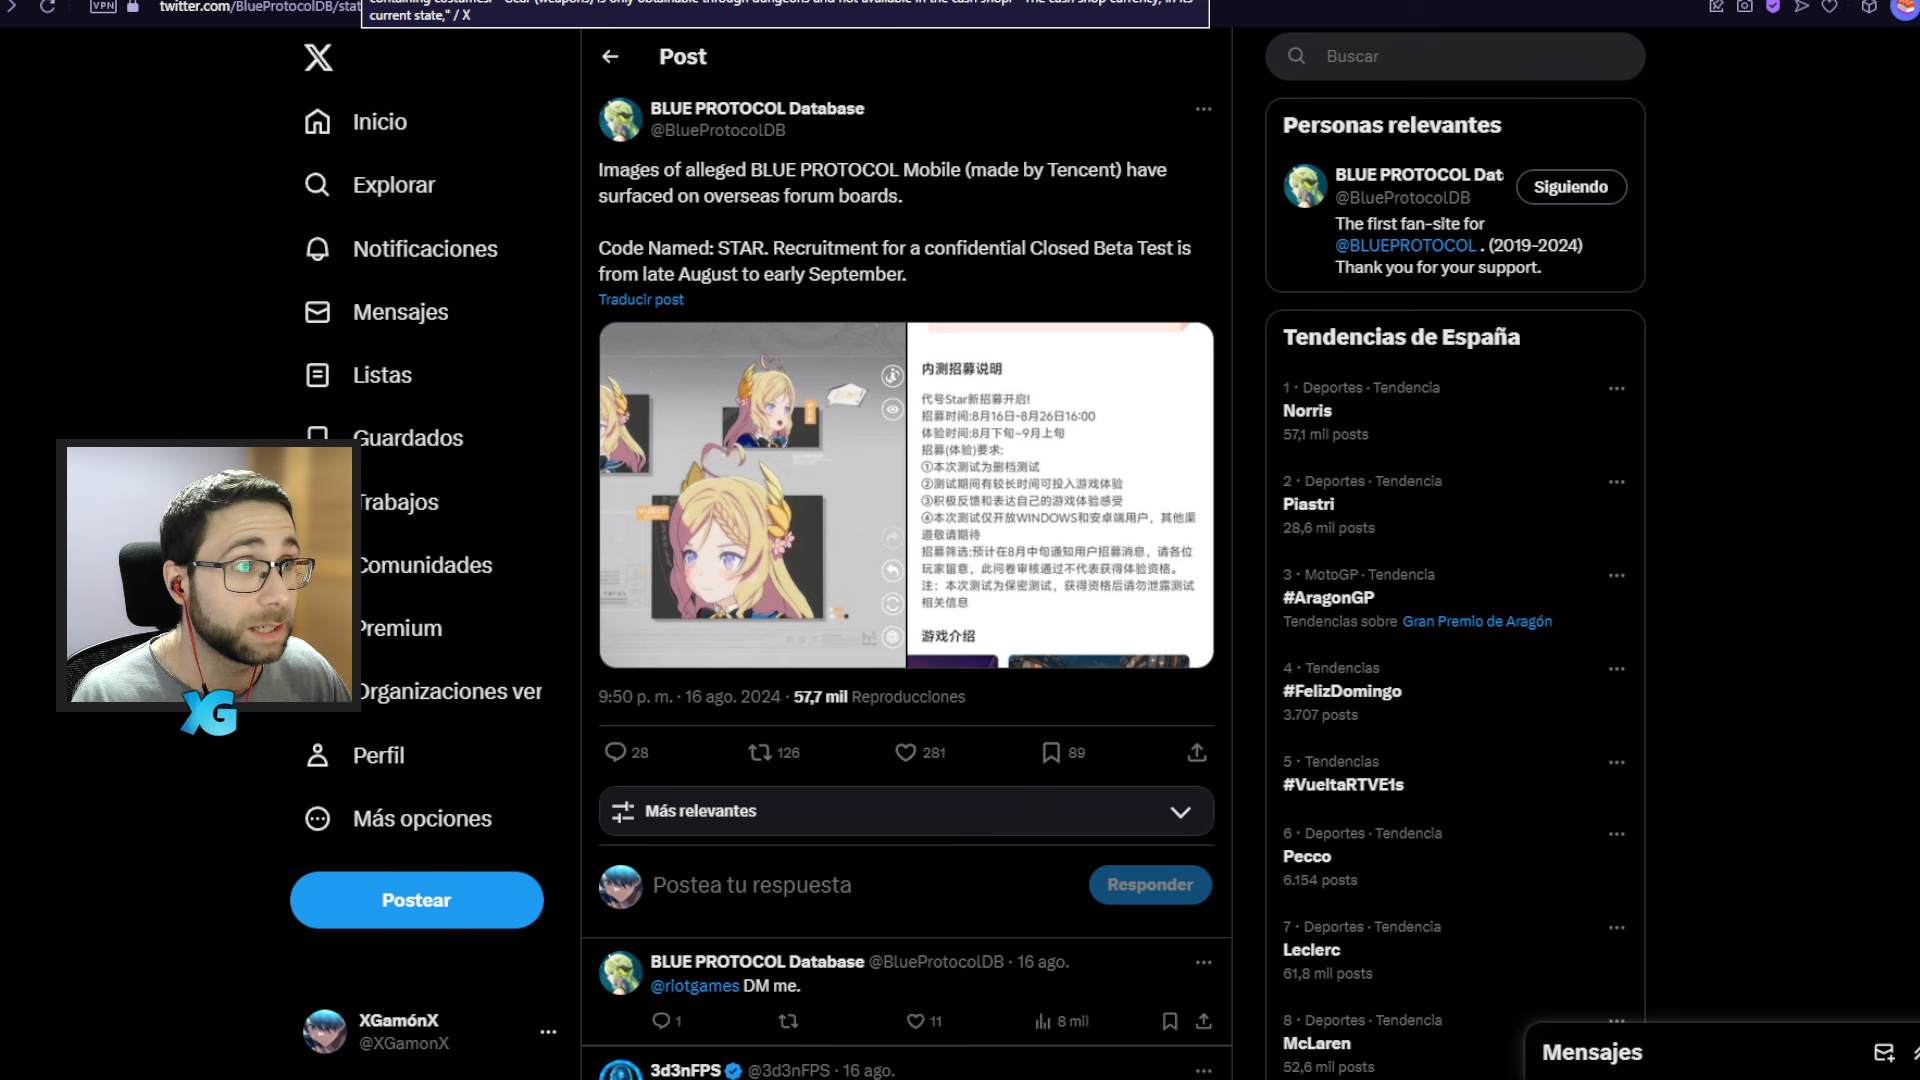 VPN
twitter.com/BlueProtocolDB/stat
containing costumes. "Gear (weapons) is only obtainable through dungeons and not available in the cash shop." "The cash shop currency, in its
current state," / X
Inicio
Explorar
Notificaciones
Mensajes
Listas
Guardados
Trabajos
Comunidades
Premium
Organizaciones ver
Perfil
Más opciones
Postear
XGamónX
@XGamonX
XG
Post
BLUE PROTOCOL Database
@BlueProtocolDB
Images of alleged BLUE PROTOCOL Mobile (made by Tencent) have
surfaced on overseas forum boards.
Code Named: STAR. Recruitment for a confidential Closed Beta Test is
from late August to early September.
Traducir post
内测招募说明
代号Star新招募开启!
招募时间:8月16日-8月26日16:00
体验时间:8月下旬~9月上旬
招募(体验)要求:
①本次测试为删档测试
②测试期间有较长时间可投入游戏体验
③积极反馈和表达自己的游戏体验感受
④本次测试仅开放WINDOWS和安卓端用户，其他渠
道敬请期待
招募筛选:预计在8月中旬通知用户招募消息，请各位
玩家留意，此问卷审核通过不代表获得体验资格。
注：本次测试为保密测试，获得资格后请勿泄露测试
相关信息
游戏介绍
9:50 p. m. · 16 ago. 2024 · 57,7 mil Reproducciones
28 126 281 89
Más relevantes
Postea tu respuesta
Responder
BLUE PROTOCOL Database @BlueProtocolDB · 16 ago.
@riotgames DM me.
1 11 8 mil
3d3nFPS @3d3nFPS · 16 ago.
Buscar
Personas relevantes
BLUE PROTOCOL Dat
@BlueProtocolDB
Siguiendo
The first fan-site for
@BLUEPROTOCOL . (2019-2024)
Thank you for your support.
Tendencias de España
1 · Deportes · Tendencia
Norris
57,1 mil posts
2 · Deportes · Tendencia
Piastri
28,6 mil posts
3 · MotoGP · Tendencia
#AragonGP
Tendencias sobre Gran Premio de Aragón
4 · Tendencias
#FelizDomingo
3.707 posts
5 · Tendencias
#VueltaRTVE1s
6 · Deportes · Tendencia
Pecco
6.154 posts
7 · Deportes · Tendencia
Leclerc
61,8 mil posts
8 · Deportes · Tendencia
McLaren
52,6 mil posts
Mensajes